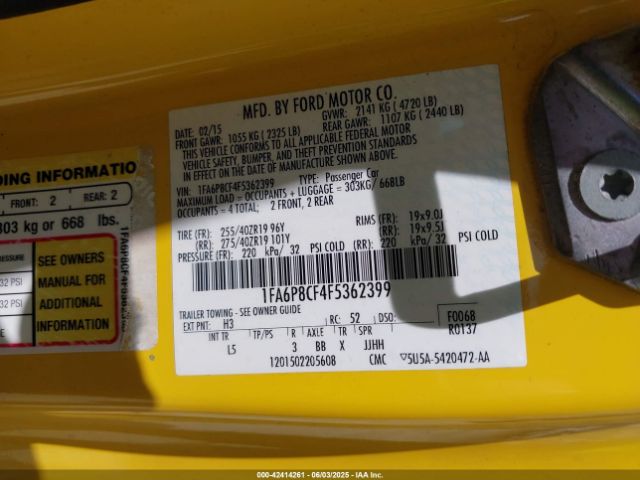 MFD. BY FORD MOTOR CO.
DATE: 02/15 GVWR: 2141 KG ( 4720 LB)
FRONT GAWR: 1055 KG ( 2325 LB) REAR GAWR: 1107 KG ( 2440 LB)
THIS VEHICLE CONFORMS TO ALL APPLICABLE FEDERAL MOTOR
VEHICLE SAFETY, BUMPER, AND THEFT PREVENTION STANDARDS
IN EFFECT ON THE DATE OF MANUFACTURE SHOWN ABOVE.
VIN: 1FA6P8CF4F5362399 TYPE: Passenger Car
MAXIMUM LOAD = OCCUPANTS + LUGGAGE = 303KG/ 668LB
OCCUPANTS = 4 TOTAL; 2 FRONT, 2 REAR
TIRE (FR): 255/40ZR19 96Y RIMS (FR): 19x9.0J
(RR): 275/40ZR19 101Y (RR): 19x9.5J
PRESSURE (FR): 220 kPa/ 32 PSI COLD (RR): 220 kPa/32 PSI COLD
1FA6P8CF4F5362399
TRAILER TOWING - SEE OWNER GUIDE
EXT PNT: H3 RC: 52 DSO: F0068
INT TR TP/PS R AXLE TR SPR R0137
L5 3 BB X JJHH
1201502205608 CMC 5U5A-5420472-AA
DING INFORMATIO
FRONT: 2 REAR: 2
303 kg or 668 lbs.
SEE OWNERS
MANUAL FOR
ADDITIONAL
INFORMATION
000-42414261 - 06/03/2025 - IAAC